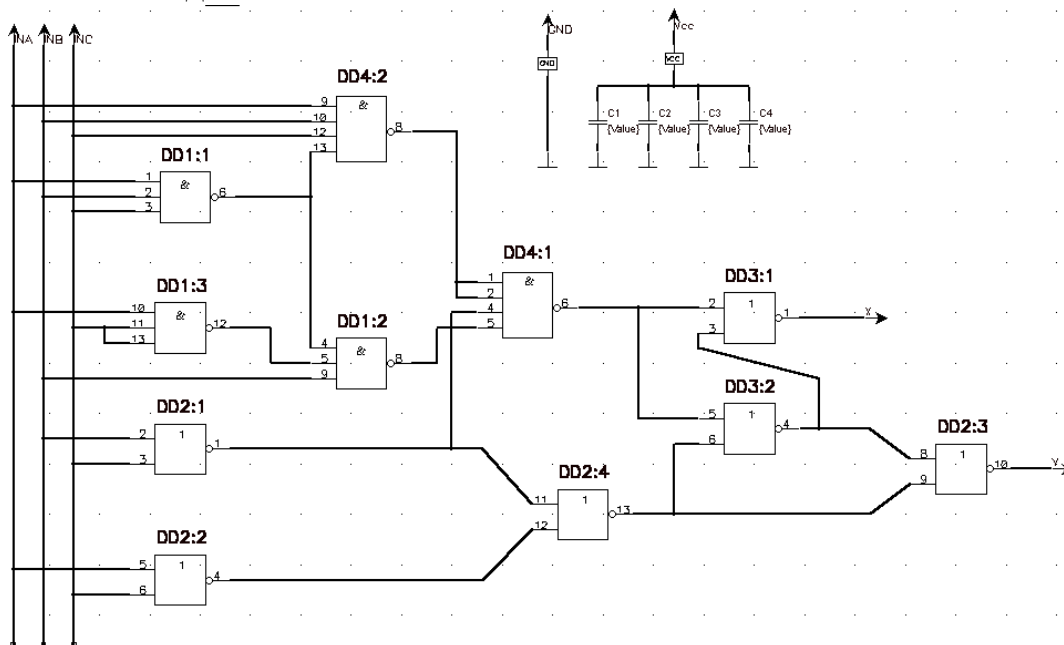 NA NB NC
GND
Vcc
GND
VCC
C1 C2 C3 C4
{Value} {Value} {Value} {Value}
DD4:2
9 &
10
8
12
13
DD1:1
1 &
2 6
3
DD4:1
1 &
2
6
4
5
DD1:3
10
11 &
12
13
DD3:1
2 1
1 X
3
DD1:2
4 &
5 8
9
DD3:2
5 1
4
6
DD2:1
2 1
1
3
DD2:3
8 1
10 Y
9
DD2:4
11 1
13
12
DD2:2
5 1
4
6